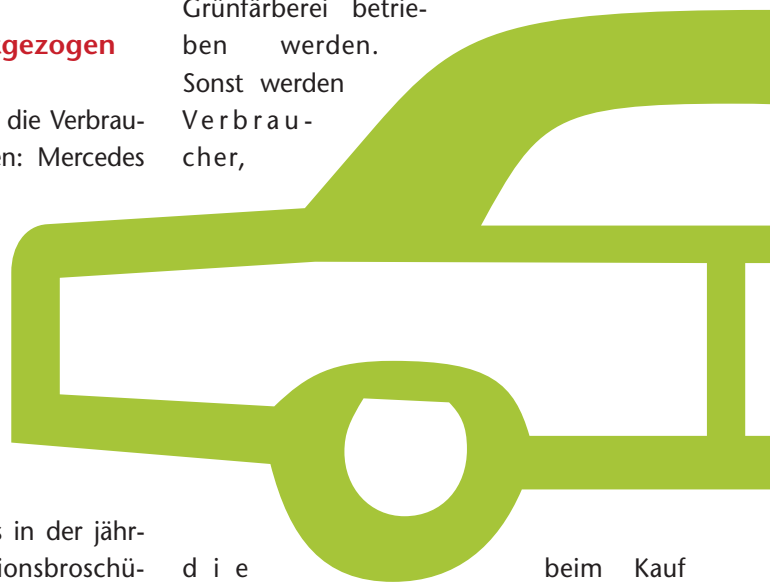 gezogen
die Verbrau-
en: Mercedes
s in der jähr-
ionsbroschü-
Grünfärberei betrie-
ben werden.
Sonst werden
Verbrau-
cher,
die beim Kauf